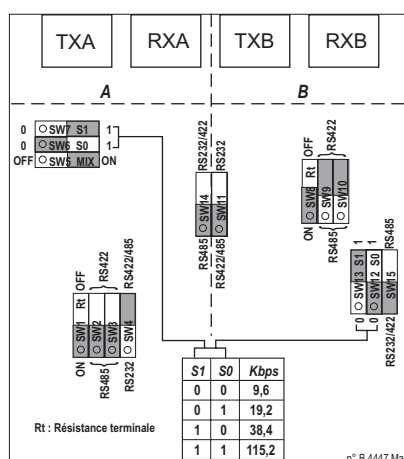 TXA RXA TXB RXB
A B
0 SW7 S1 1
0 SW6 S0 1
OFF SW5 MIX ON
RS232/422 RS232
SW14 SW11
RS485 RS422/485
OFF RS422
Rt
SW8 SW9 SW10
ON RS485
1 1 RS485
S1 S0
SW13 SW12 SW15
0 0 RS232/422
OFF RS422 RS422/485
Rt
SW1 SW2 SW3 SW4
ON RS485 RS232
S1 S0 Kbps
0 0 9,6
0 1 19,2
1 0 38,4
1 1 115,2
Rt : Résistance terminale
n° B 4447 Ma